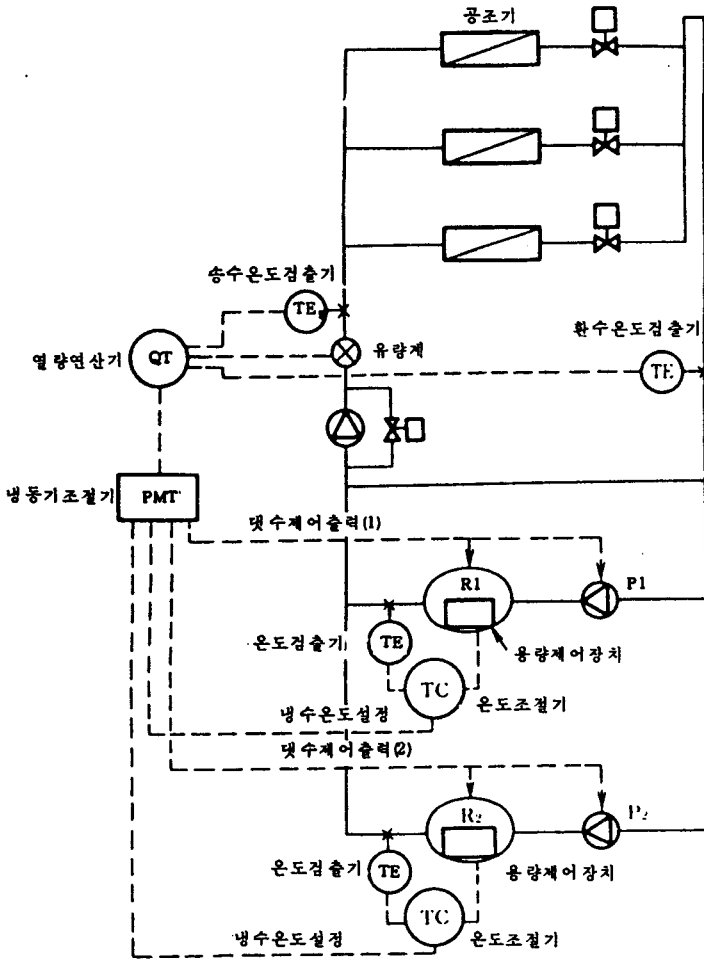 공조기
송수온도검출기
TE
환수온도검출기
열량연산기
QT
유량계
TE
냉동기조절기
PMT
댓수제어출력(1)
R1
P1
온도검출기
TE
용량제어장치
TC
온도조절기
냉수온도설정
댓수제어출력(2)
R₂
P₂
온도검출기
TE
용량제어장치
TC
냉수온도설정
온도조절기